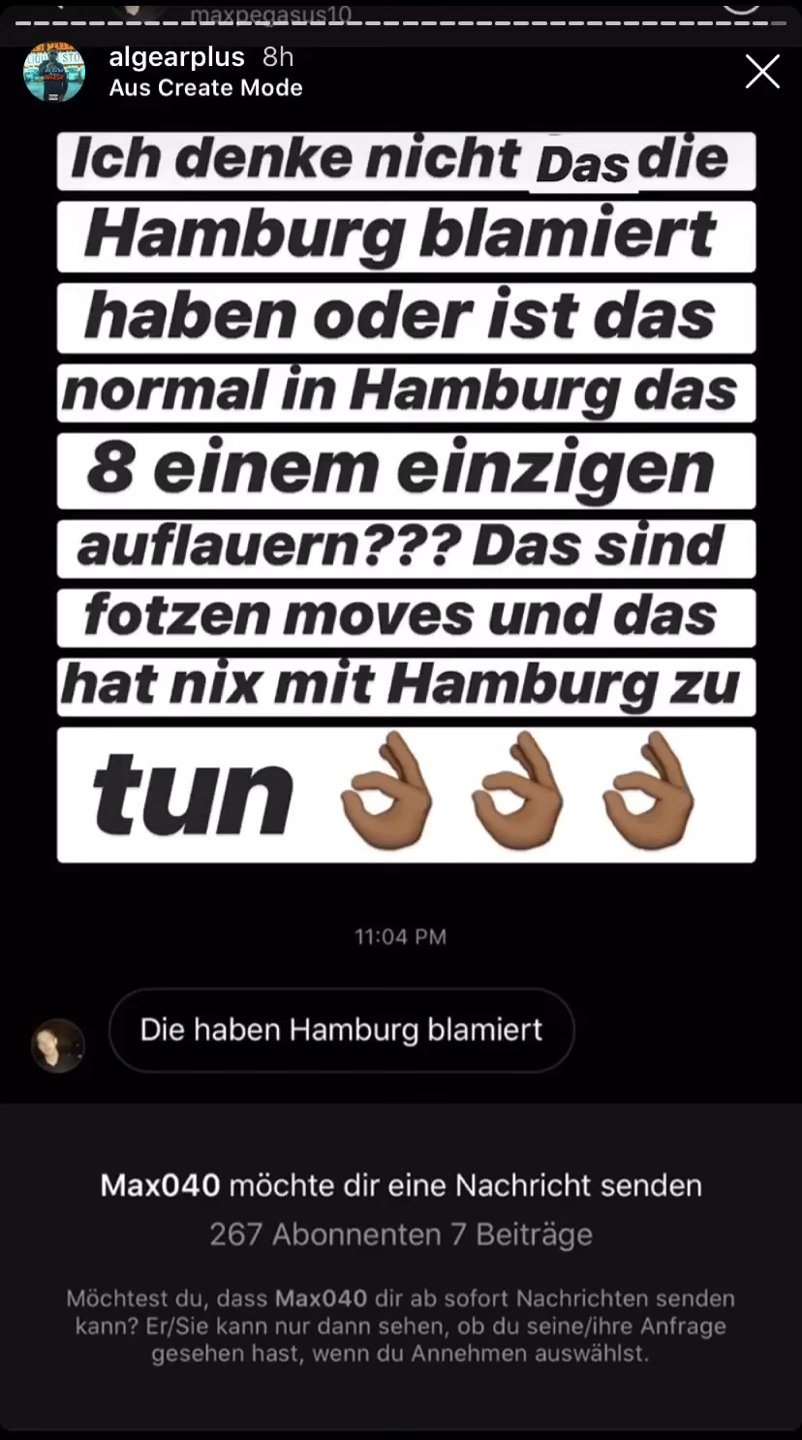 maxpegasus10
algearplus 8h
Aus Create Mode
Ich denke nicht Das die
Hamburg blamiert
haben oder ist das
normal in Hamburg das
8 einem einzigen
auflauern??? Das sind
fotzen moves und das
hat nix mit Hamburg zu
tun 👌🏾 👌🏾 👌🏾
11:04 PM
Die haben Hamburg blamiert
Max040 möchte dir eine Nachricht senden
267 Abonnenten 7 Beiträge
Möchtest du, dass Max040 dir ab sofort Nachrichten senden
kann? Er/Sie kann nur dann sehen, ob du seine/ihre Anfrage
gesehen hast, wenn du Annehmen auswählst.